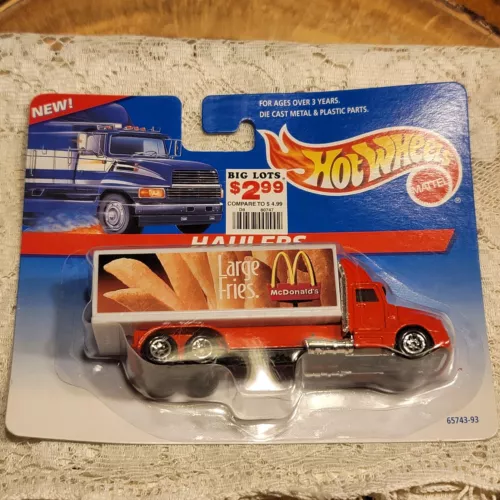 NEW!
FOR AGES OVER 3 YEARS.
DIE CAST METAL & PLASTIC PARTS.
HOT WHEELS
®
MATTEL
BIG LOTS.
$2.99
COMPARE TO $4.99
HAULERS
Large
Fries.
McDonald's
65743-93